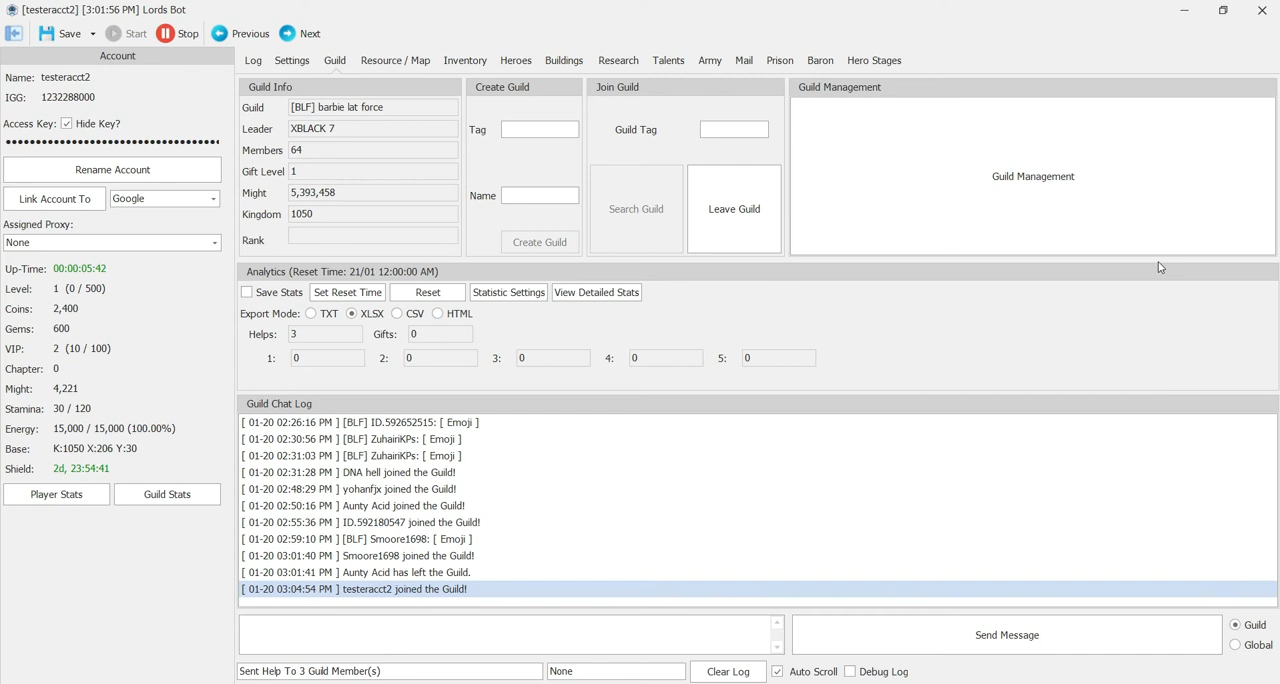 [testeracct2] [3:01:56 PM] Lords Bot
Save Start Stop Previous Next
Account
Name: testeracct2
IGG: 1232288000
Access Key: Hide Key?
••••••••••••••••••••••••••••••••••••
Rename Account
Link Account To Google
Assigned Proxy:
None
Up-Time: 00:00:05:42
Level: 1 (0 / 500)
Coins: 2,400
Gems: 600
VIP: 2 (10 / 100)
Chapter: 0
Might: 4,221
Stamina: 30 / 120
Energy: 15,000 / 15,000 (100.00%)
Base: K:1050 X:206 Y:30
Shield: 2d, 23:54:41
Player Stats Guild Stats
Log Settings Guild Resource / Map Inventory Heroes Buildings Research Talents Army Mail Prison Baron Hero Stages
Guild Info
Guild [BLF] barbie lat force
Leader XBLACK 7
Members 64
Gift Level 1
Might 5,393,458
Kingdom 1050
Rank
Create Guild
Tag
Name
Create Guild
Join Guild
Guild Tag
Search Guild Leave Guild
Guild Management
Guild Management
Analytics (Reset Time: 21/01 12:00:00 AM)
Save Stats Set Reset Time Reset Statistic Settings View Detailed Stats
Export Mode: TXT XLSX CSV HTML
Helps: 3 Gifts: 0
1: 0 2: 0 3: 0 4: 0 5: 0
Guild Chat Log
[ 01-20 02:26:16 PM ] [BLF] ID.592652515: [ Emoji ]
[ 01-20 02:30:56 PM ] [BLF] ZuhairiKPs: [ Emoji ]
[ 01-20 02:31:03 PM ] [BLF] ZuhairiKPs: [ Emoji ]
[ 01-20 02:31:28 PM ] DNA hell joined the Guild!
[ 01-20 02:48:29 PM ] yohanfjx joined the Guild!
[ 01-20 02:50:16 PM ] Aunty Acid joined the Guild!
[ 01-20 02:55:36 PM ] ID.592180547 joined the Guild!
[ 01-20 02:59:10 PM ] [BLF] Smoore1698: [ Emoji ]
[ 01-20 03:01:40 PM ] Smoore1698 joined the Guild!
[ 01-20 03:01:41 PM ] Aunty Acid has left the Guild.
[ 01-20 03:04:54 PM ] testeracct2 joined the Guild!
Send Message
Guild
Global
Sent Help To 3 Guild Member(s) None Clear Log Auto Scroll Debug Log